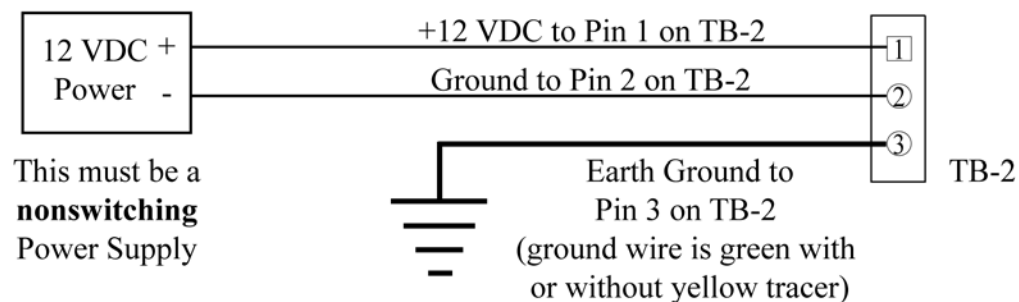 12 VDC +
Power -
This must be a
nonswitching
Power Supply
+12 VDC to Pin 1 on TB-2
Ground to Pin 2 on TB-2
Earth Ground to
Pin 3 on TB-2
(ground wire is green with
or without yellow tracer)
1
2
3
TB-2